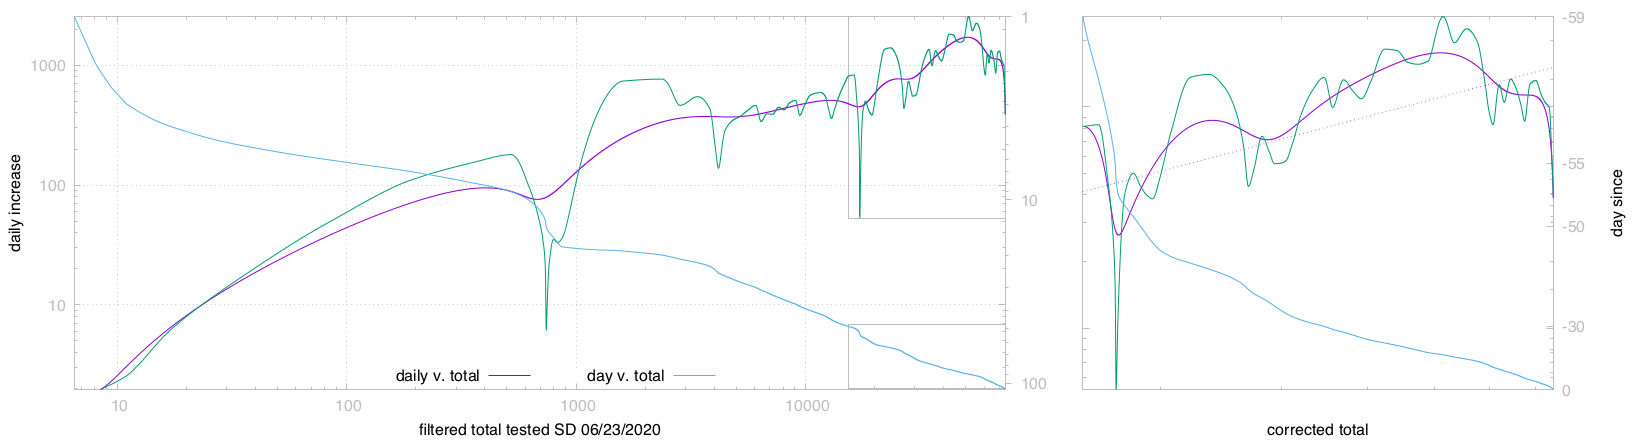 1000
100
10
daily increase
10
100
1000
10000
1
10
100
daily v. total
day v. total
filtered total tested SD 06/23/2020
-59
-55
-50
-30
0
day since
corrected total